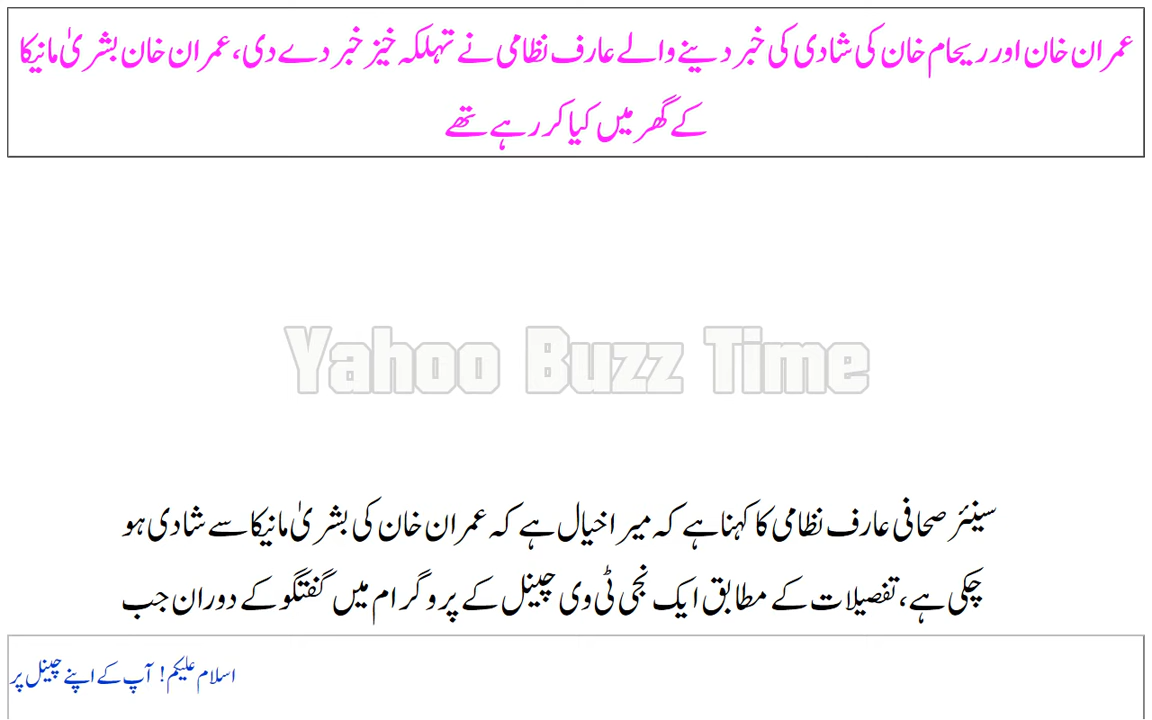 عمران خان اور ریحام خان کی شادی کی خبر دینے والے عارف نظامی نے تہلکہ خیز خبر دے دی، عمران خان بشریٰ مانیکا
کے گھر میں کیا کر رہے تھے
Yahoo Buzz Time
سینئر صحافی عارف نظامی کا کہنا ہے کہ میرا خیال ہے کہ عمران خان کی بشریٰ مانیکا سے شادی ہو
چکی ہے، تفصیلات کے مطابق ایک نجی ٹی وی چینل کے پروگرام میں گفتگو کے دوران جب
اسلام علیکم! آپ کے اپنے چینل پر